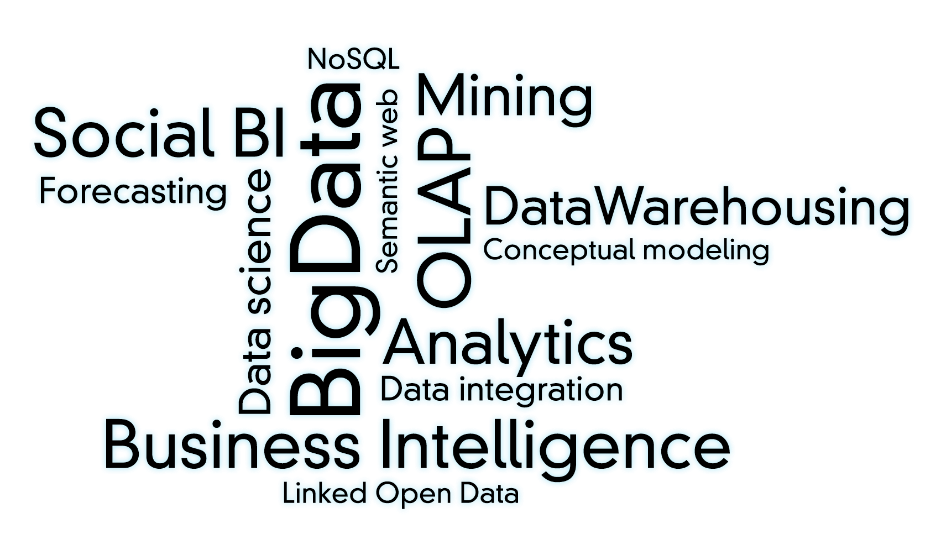 NoSQL
Mining
Social BI
Forecasting
Data science
BigData
Semantic web
OLAP
DataWarehousing
Conceptual modeling
Analytics
Data integration
Business Intelligence
Linked Open Data